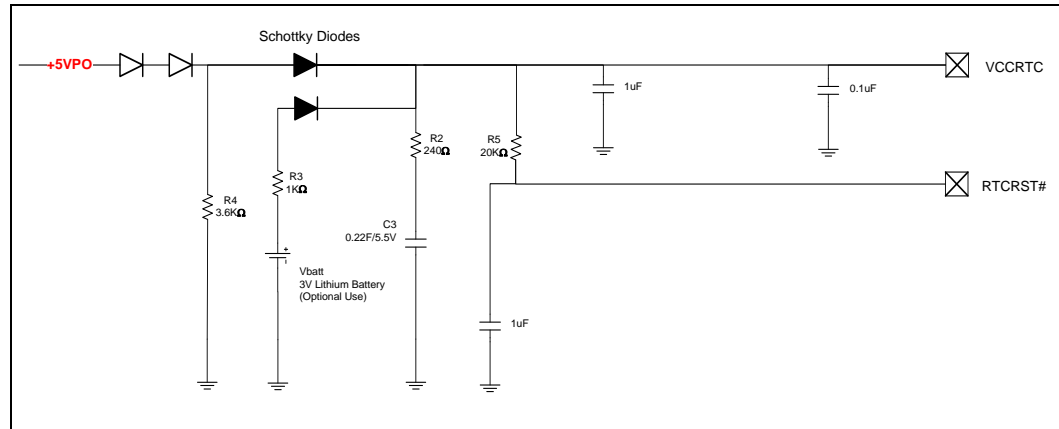 Schottky Diodes
+5VPO
VCCRTC
1uF
0.1uF
R2
240Ω
R5
20KΩ
R3
1KΩ
RTCRST#
R4
3.6KΩ
C3
0.22F/5.5V
+
-
Vbatt
3V Lithium Battery
(Optional Use)
1uF